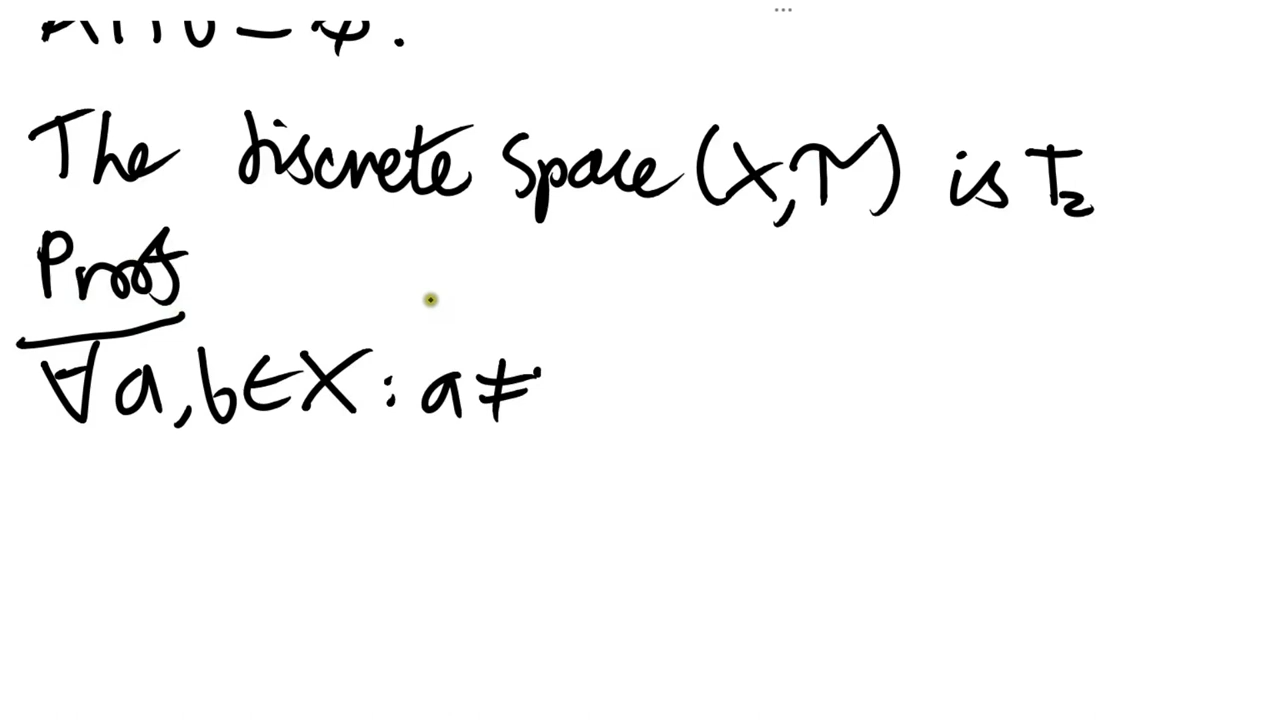 The discrete space (X,τ) is T₂
Proof
∀a,b∈X : a≠